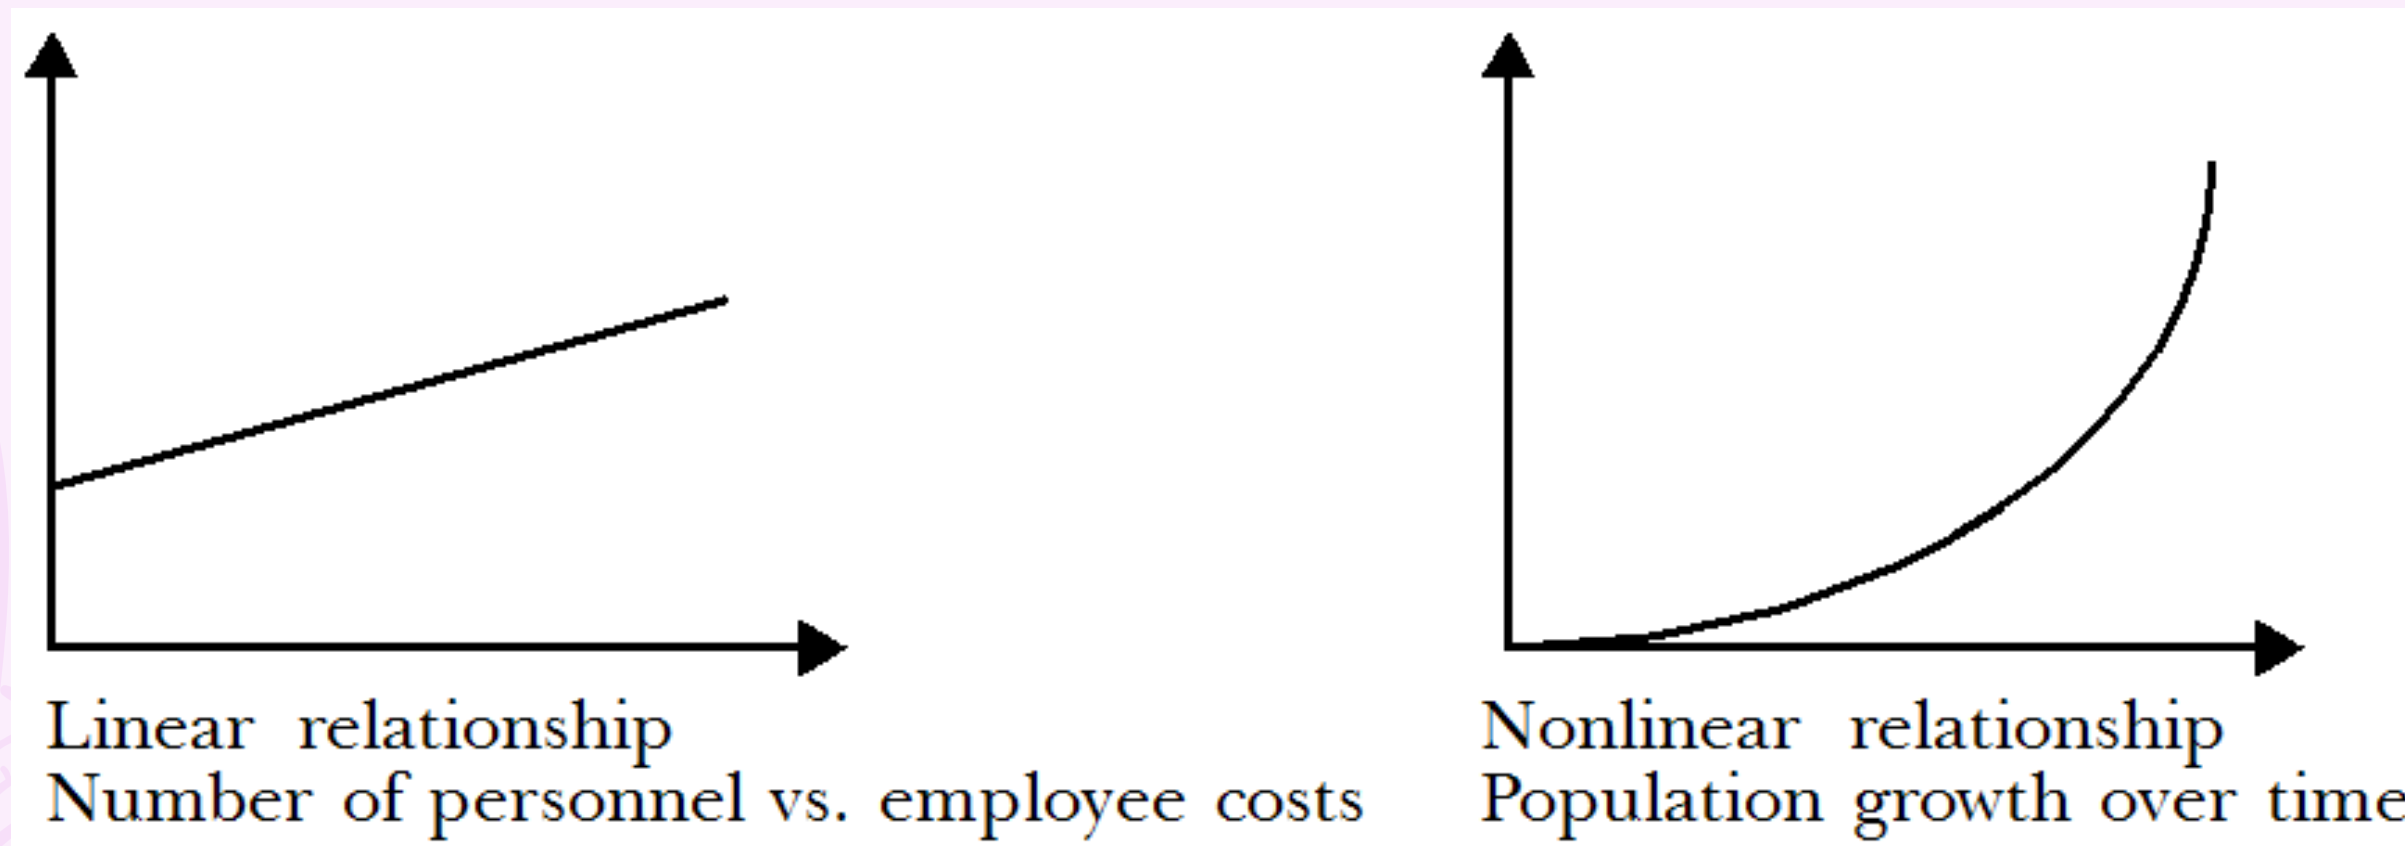 Linear relationship
Number of personnel vs. employee costs
Nonlinear relationship
Population growth over time